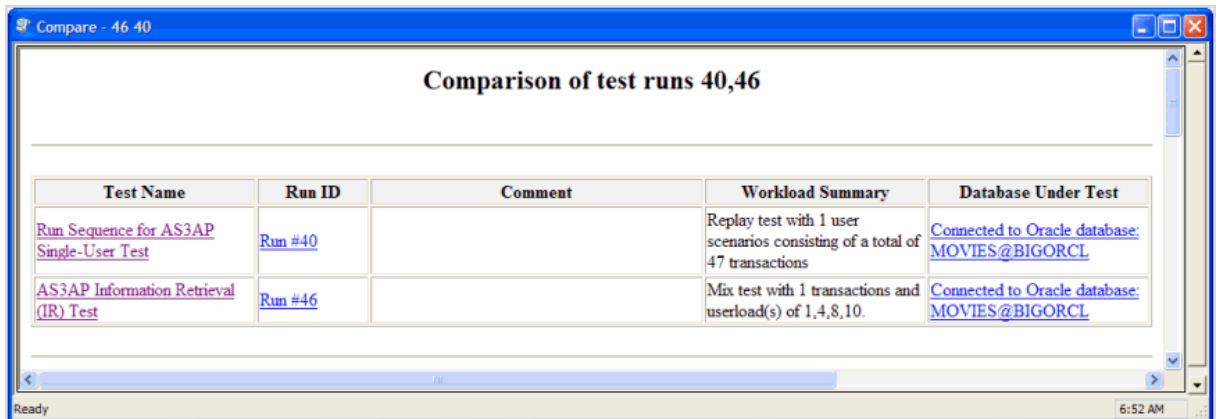 Compare - 46 40
Comparison of test runs 40,46
Test Name Run ID Comment Workload Summary Database Under Test
Run Sequence for AS3AP
Single-User Test
Run #40
Replay test with 1 user
scenarios consisting of a total of
47 transactions
Connected to Oracle database:
MOVIES@BIGORCL
AS3AP Information Retrieval
(IR) Test
Run #46
Mix test with 1 transactions and
userload(s) of 1,4,8,10.
Connected to Oracle database:
MOVIES@BIGORCL
Ready 6:52 AM